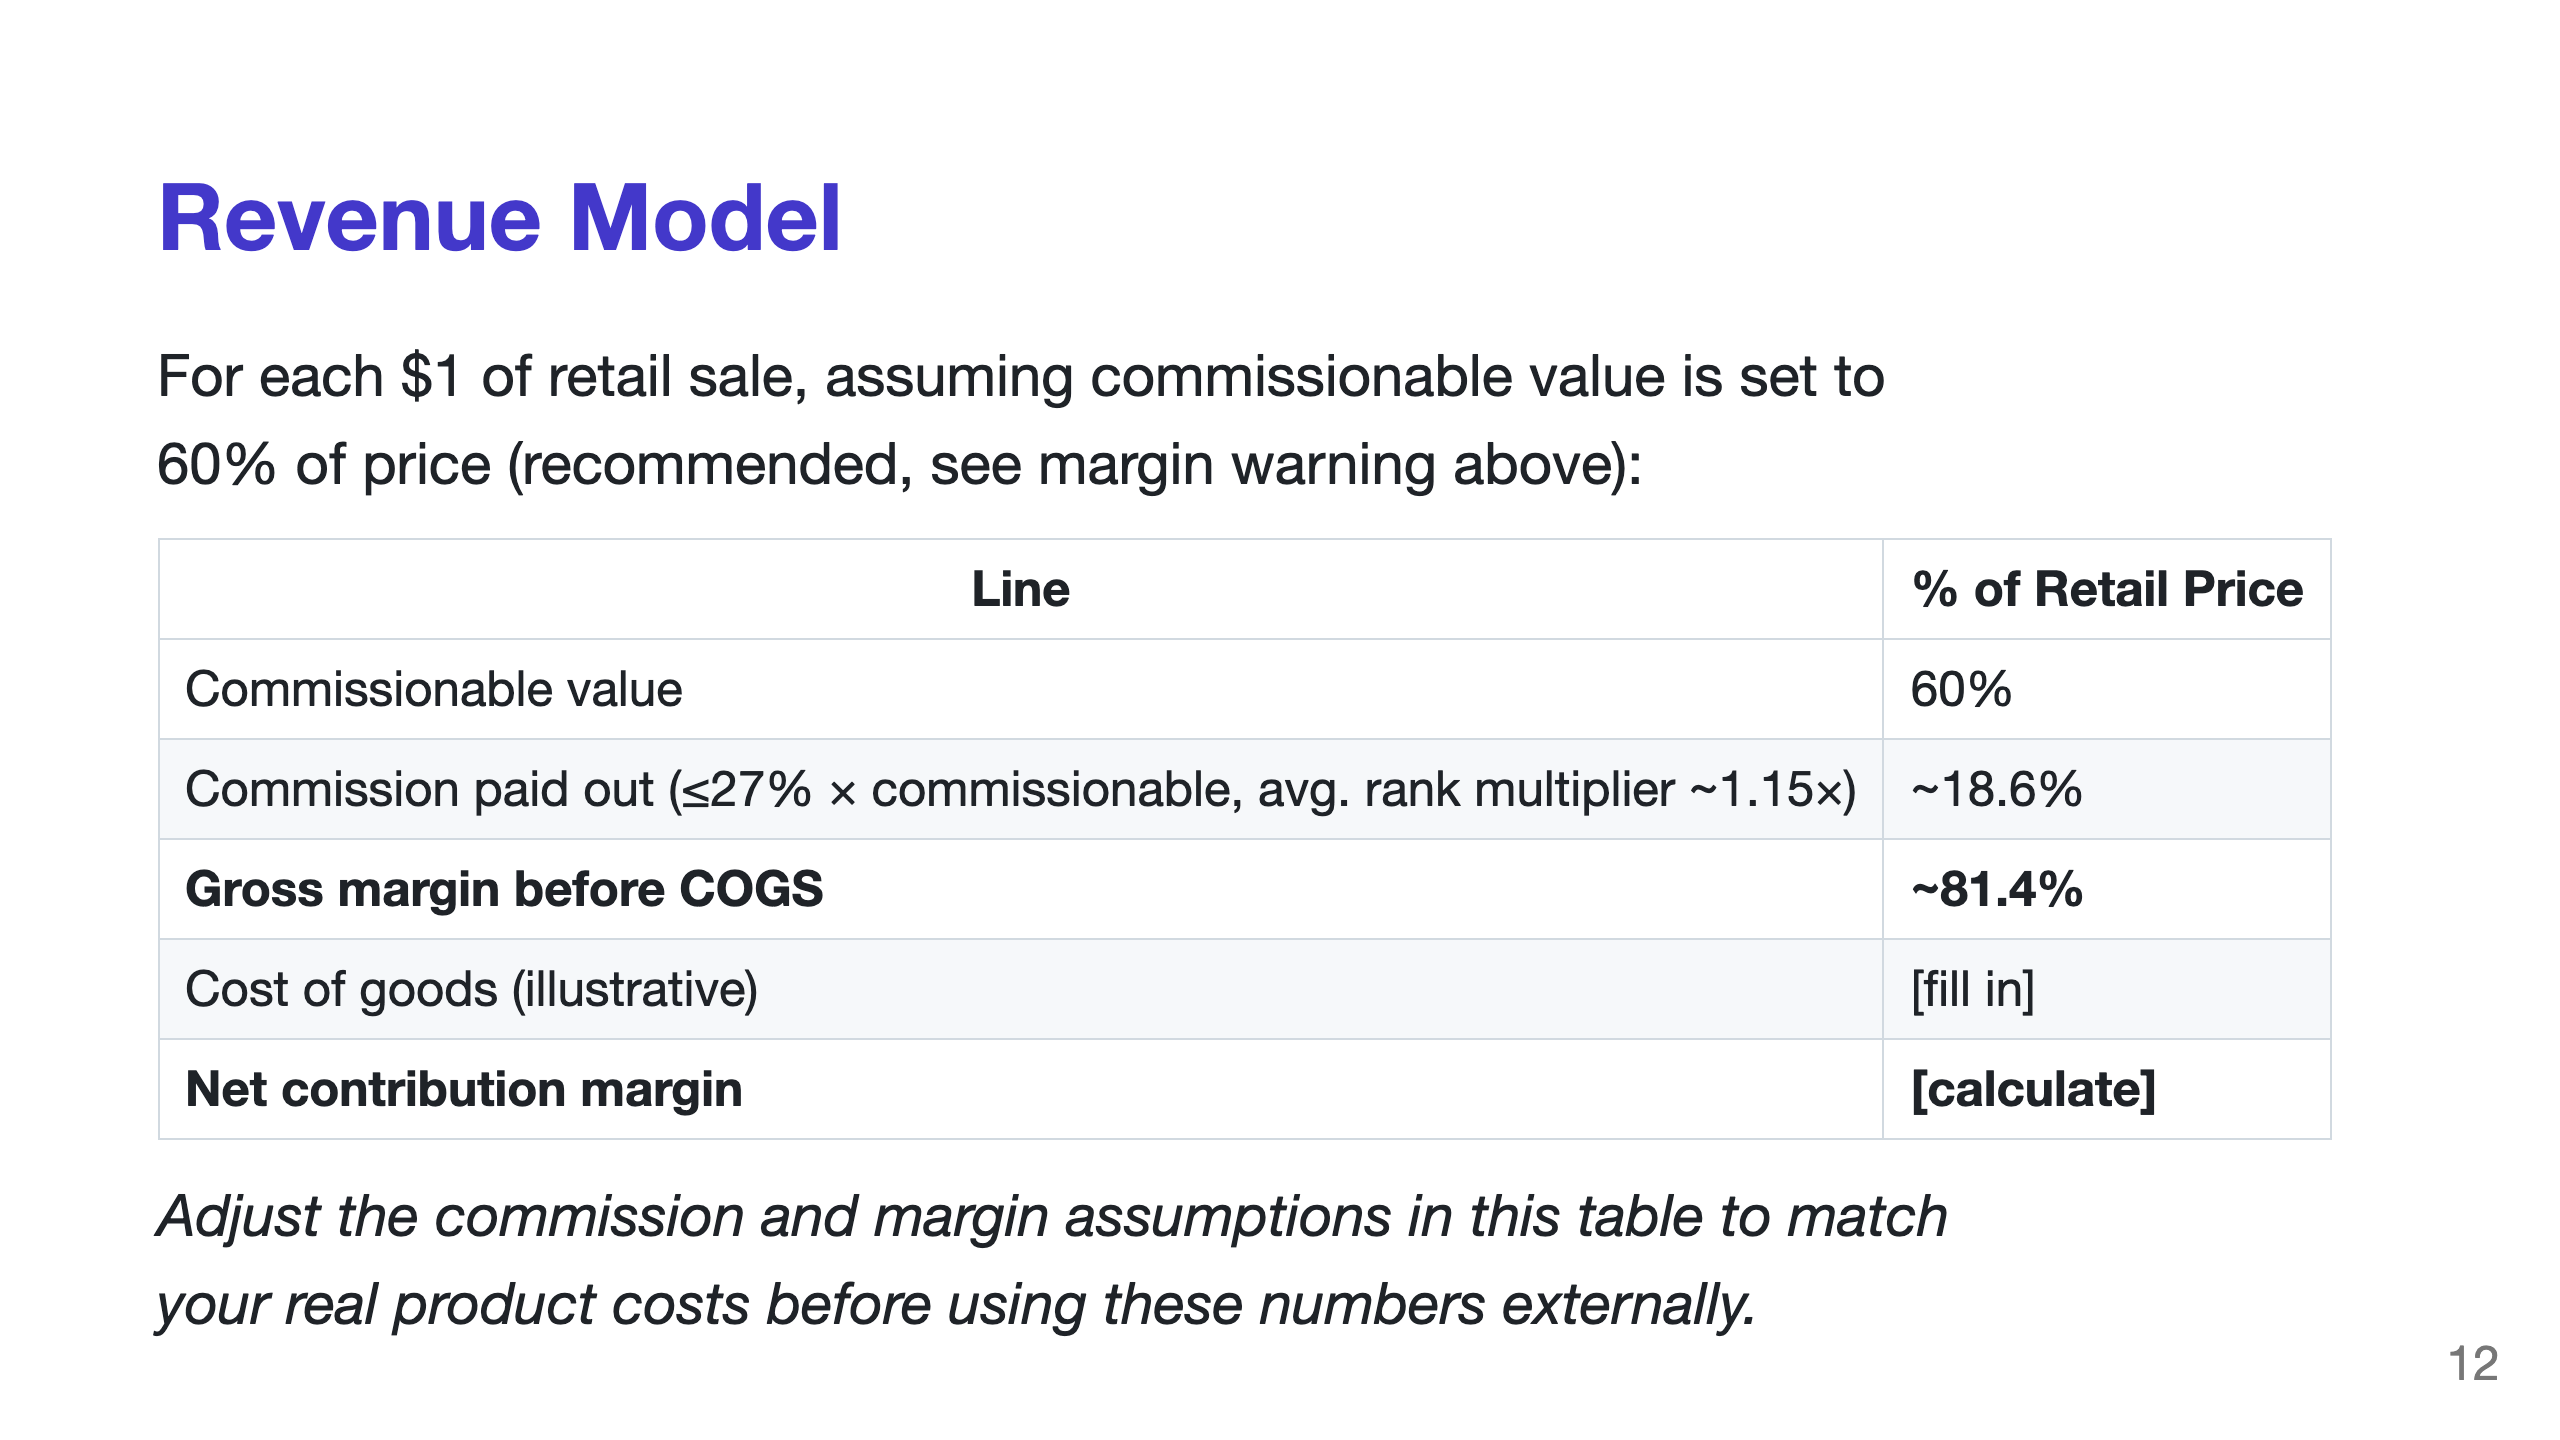 Revenue Model
For each $1 of retail sale, assuming commissionable value is set to
60% of price (recommended, see margin warning above):
Line % of Retail Price
Commissionable value 60%
Commission paid out (≤27% × commissionable, avg. rank multiplier ~1.15×) ~18.6%
Gross margin before COGS ~81.4%
Cost of goods (illustrative) [fill in]
Net contribution margin [calculate]
Adjust the commission and margin assumptions in this table to match
your real product costs before using these numbers externally.
12